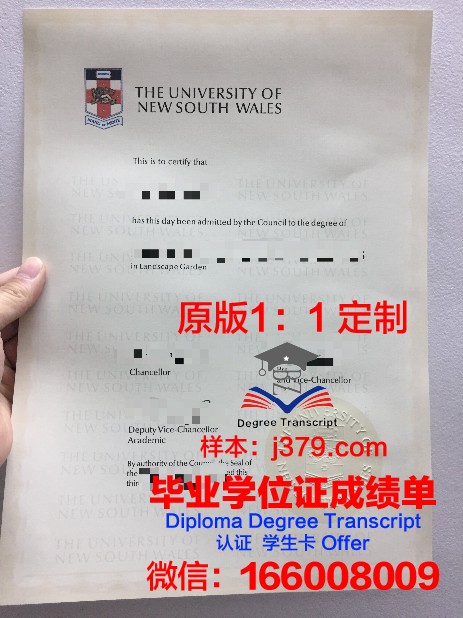 THE UNIVERSITY OF
NEW SOUTH WALES
This is to certify that
has this day been admitted by the Council to the degree of
in Landscape Garden
原版1：1 定制
Chancellor
and Vice-Chancellor
Degree Transcript
Deputy Vice-Chancellor
Academic
样本：j379.com
By authority of the Council the Seal of
the
this
毕业学位证成绩单
Diploma Degree Transcript
认证 学生卡 Offer
微信：166008009